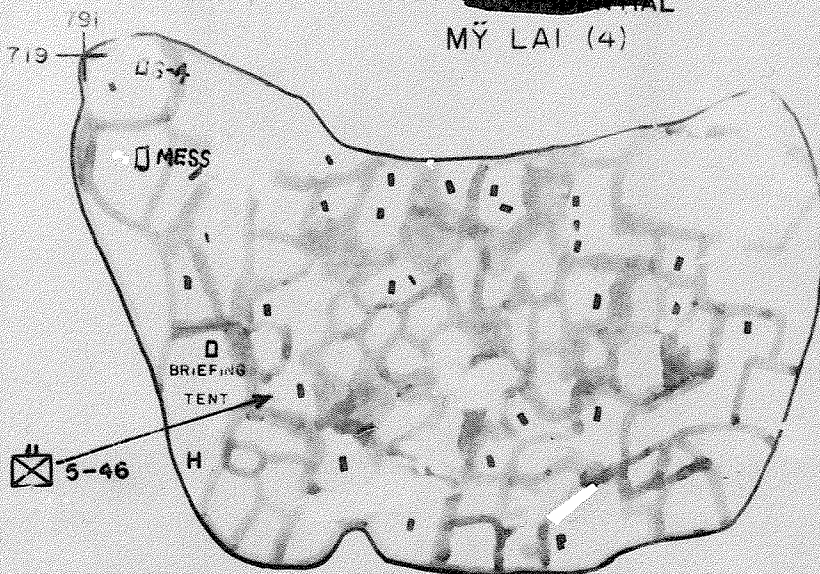 MỸ LAI (4)
791
719
MESS
BRIEFING
TENT
5-46
H
P